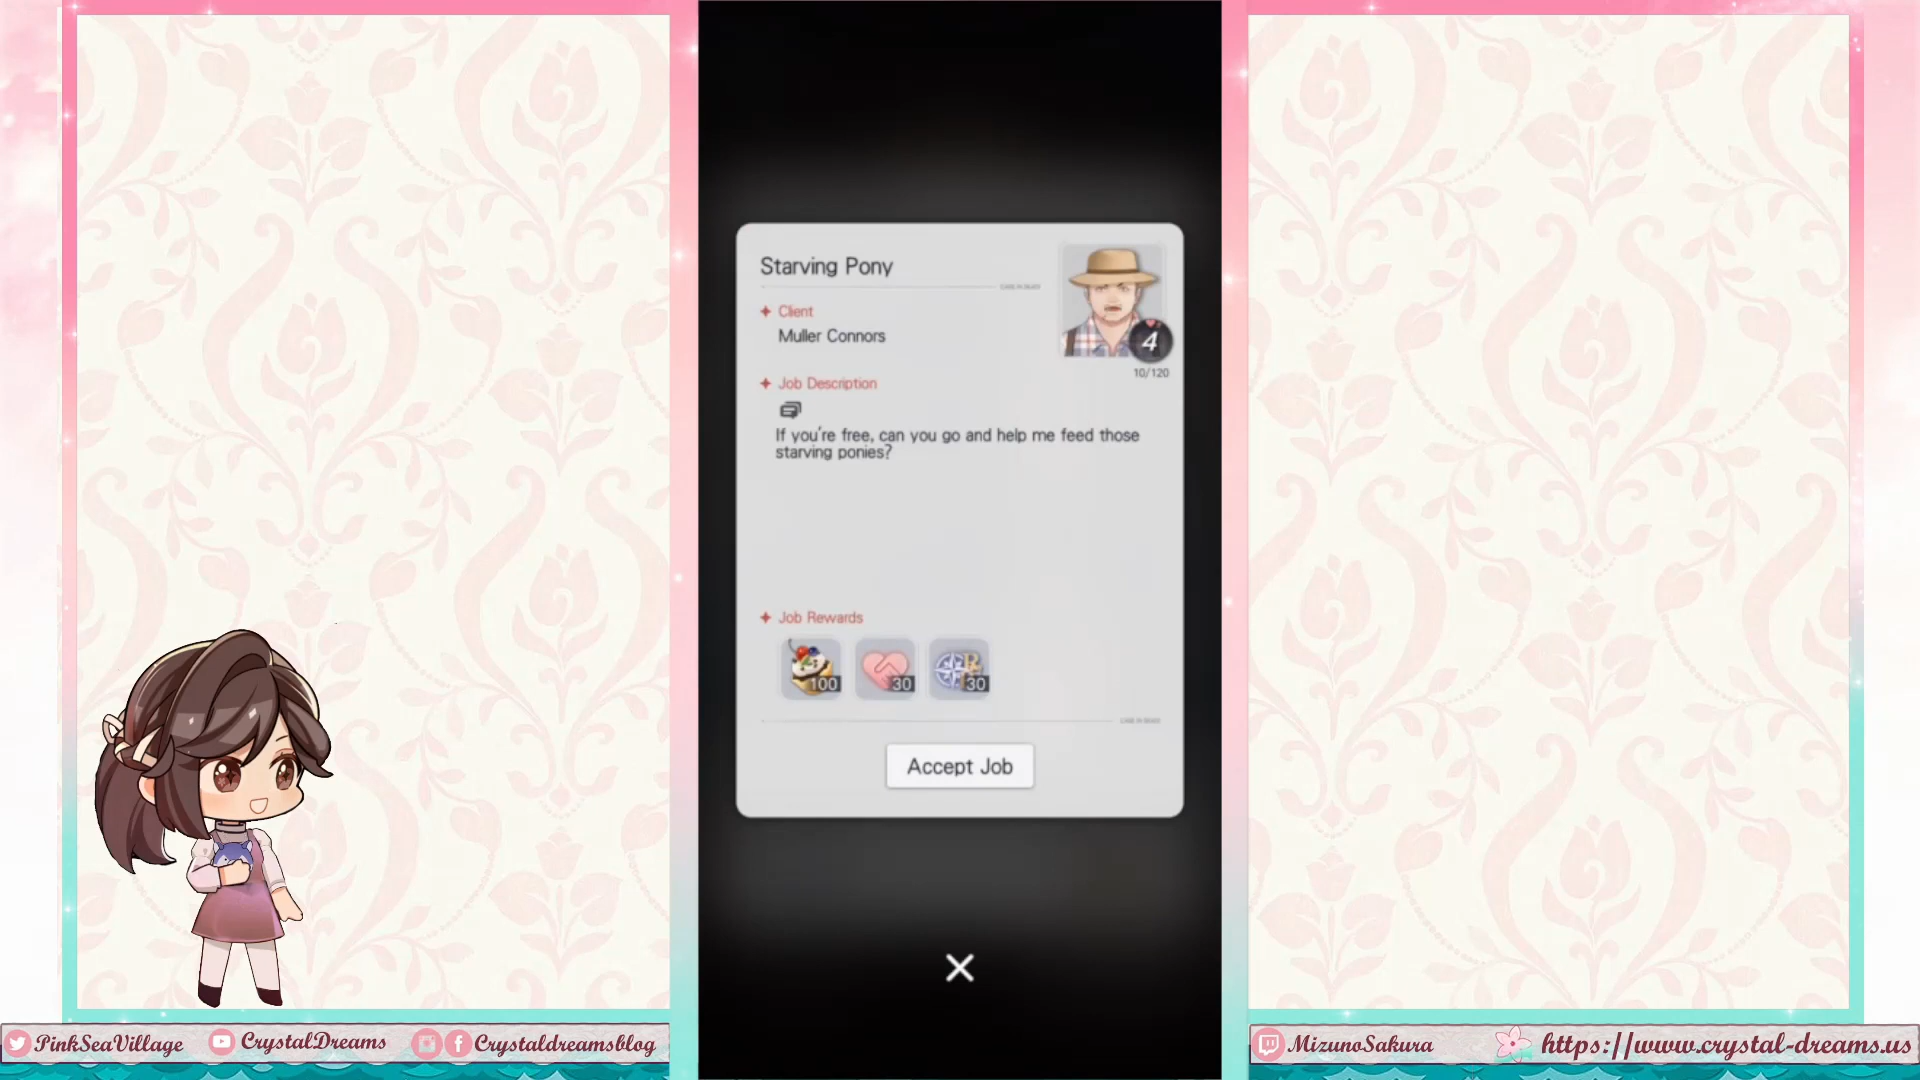 Starving Pony
Client
Muller Connors
4
10/120
Job Description
If you're free, can you go and help me feed those
starving ponies?
Job Rewards
100
30
R
30
Accept Job
PinkSeaVillage
CrystalDreams
Crystaldreamsblog
MizunoSakura
https://www.crystal-dreams.us